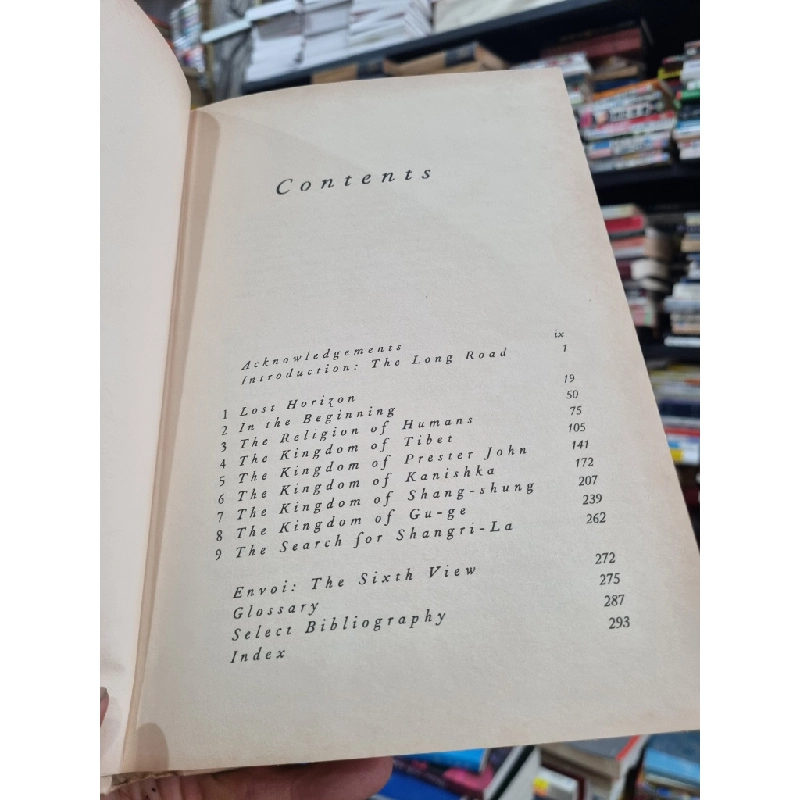 Contents
Acknowledgements ix
Introduction: The Long Road 1
1 Lost Horizon 19
2 In the Beginning 50
3 The Religion of Humans 75
4 The Kingdom of Tibet 105
5 The Kingdom of Prester John 141
6 The Kingdom of Kanishka 172
7 The Kingdom of Shang-shung 207
8 The Kingdom of Gu-ge 239
9 The Search for Shangri-La 262
Envoi: The Sixth View 272
Glossary 275
Select Bibliography 287
Index 293